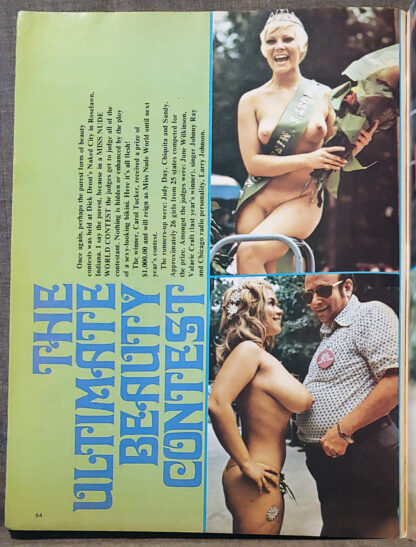 THE
ULTIMATE
BEAUTY
CONTEST
Once again, perhaps the purest form of beauty
contests was held at Dick Drost's Naked City in Roselawn,
Indiana. I say the purest, because in a MISS NUDE
WORLD CONTEST the judges get to judge all of the
contestant. Nothing is hidden or enhanced by the ploy
of a sexy-looking bikini. Here it's all flesh!
The winner, Carol Tucker, received a prize of
$1,000.00 and will reign as Miss Nude World until next
year's contest.
The runners-up were: Judy Day, Chiquita and Sandy.
Approximately 26 girls from 25 states competed for
the prize. Amongst the judges were: June Wilkinson,
Valarie Craft (last year's winner), singer Johnny Ray
and Chicago radio personality, Larry Johnson.
84